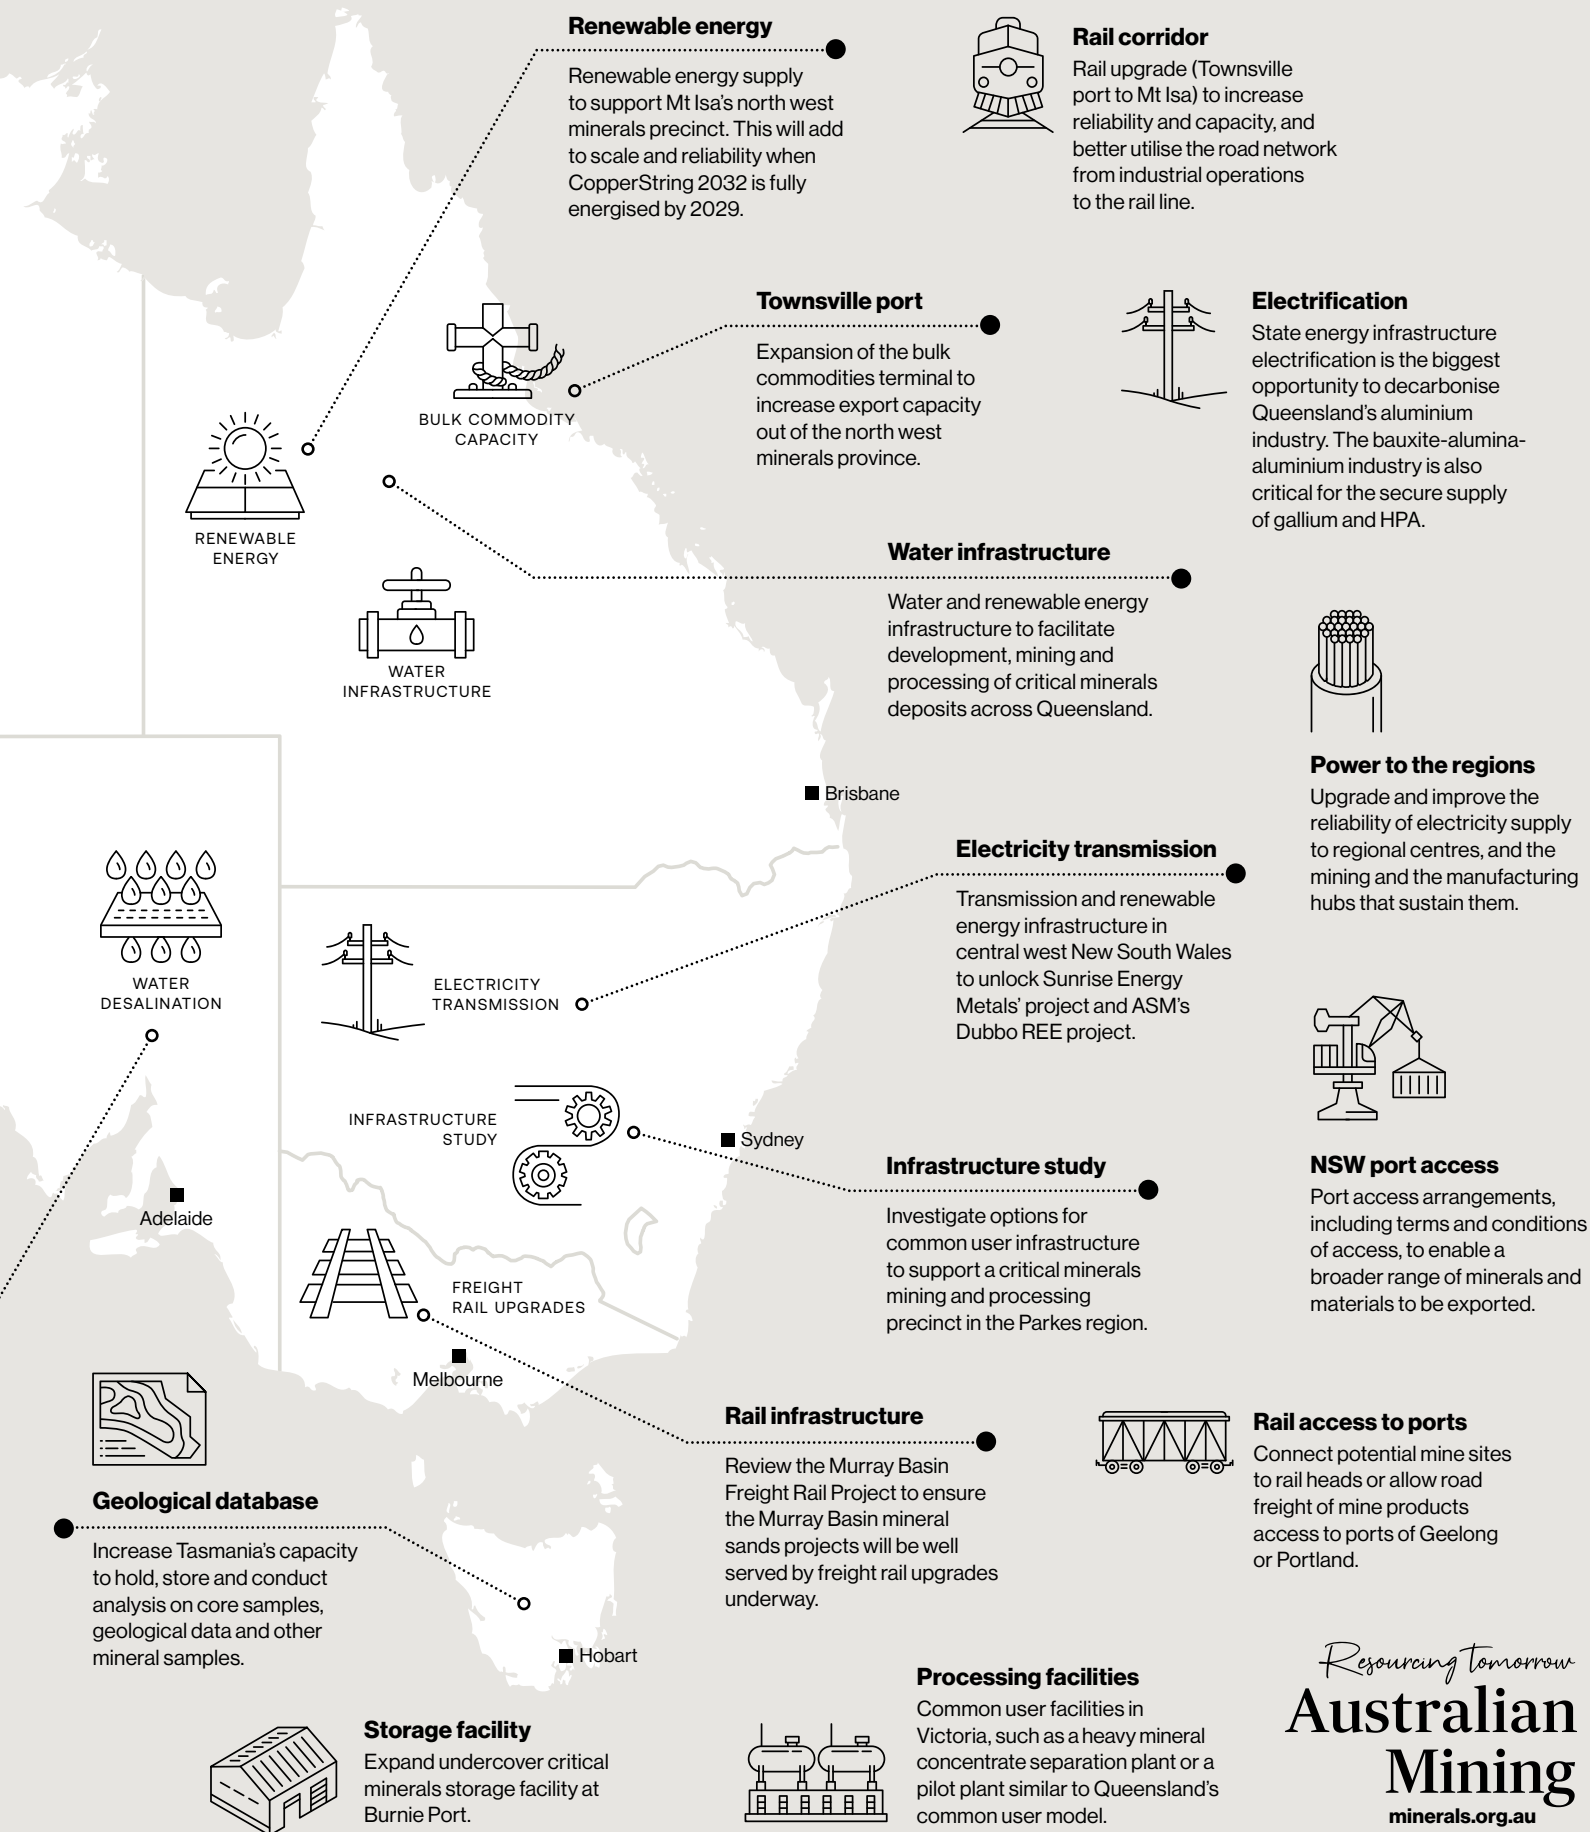 Renewable energy
Renewable energy supply
to support Mt Isa's north west
minerals precinct. This will add
to scale and reliability when
CopperString 2032 is fully
energised by 2029.
Rail corridor
Rail upgrade (Townsville
port to Mt Isa) to increase
reliability and capacity, and
better utilise the road network
from industrial operations
to the rail line.
BULK COMMODITY
CAPACITY
Townsville port
Expansion of the bulk
commodities terminal to
increase export capacity
out of the north west
minerals province.
Electrification
State energy infrastructure
electrification is the biggest
opportunity to decarbonise
Queensland's aluminium
industry. The bauxite-alumina-
aluminium industry is also
critical for the secure supply
of gallium and HPA.
RENEWABLE
ENERGY
Water infrastructure
Water and renewable energy
infrastructure to facilitate
development, mining and
processing of critical minerals
deposits across Queensland.
WATER
INFRASTRUCTURE
Power to the regions
Upgrade and improve the
reliability of electricity supply
to regional centres, and the
mining and the manufacturing
hubs that sustain them.
Brisbane
Electricity transmission
Transmission and renewable
energy infrastructure in
central west New South Wales
to unlock Sunrise Energy
Metals' project and ASM's
Dubbo REE project.
WATER
DESALINATION
ELECTRICITY
TRANSMISSION
INFRASTRUCTURE
STUDY
Sydney
Infrastructure study
Investigate options for
common user infrastructure
to support a critical minerals
mining and processing
precinct in the Parkes region.
NSW port access
Port access arrangements,
including terms and conditions
of access, to enable a
broader range of minerals and
materials to be exported.
Adelaide
FREIGHT
RAIL UPGRADES
Melbourne
Rail infrastructure
Review the Murray Basin
Freight Rail Project to ensure
the Murray Basin mineral
sands projects will be well
served by freight rail upgrades
underway.
Rail access to ports
Connect potential mine sites
to rail heads or allow road
freight of mine products
access to ports of Geelong
or Portland.
Geological database
Increase Tasmania's capacity
to hold, store and conduct
analysis on core samples,
geological data and other
mineral samples.
Hobart
Storage facility
Expand undercover critical
minerals storage facility at
Burnie Port.
Processing facilities
Common user facilities in
Victoria, such as a heavy mineral
concentrate separation plant or a
pilot plant similar to Queensland's
common user model.
Resourcing tomorrow
Australian
Mining
minerals.org.au